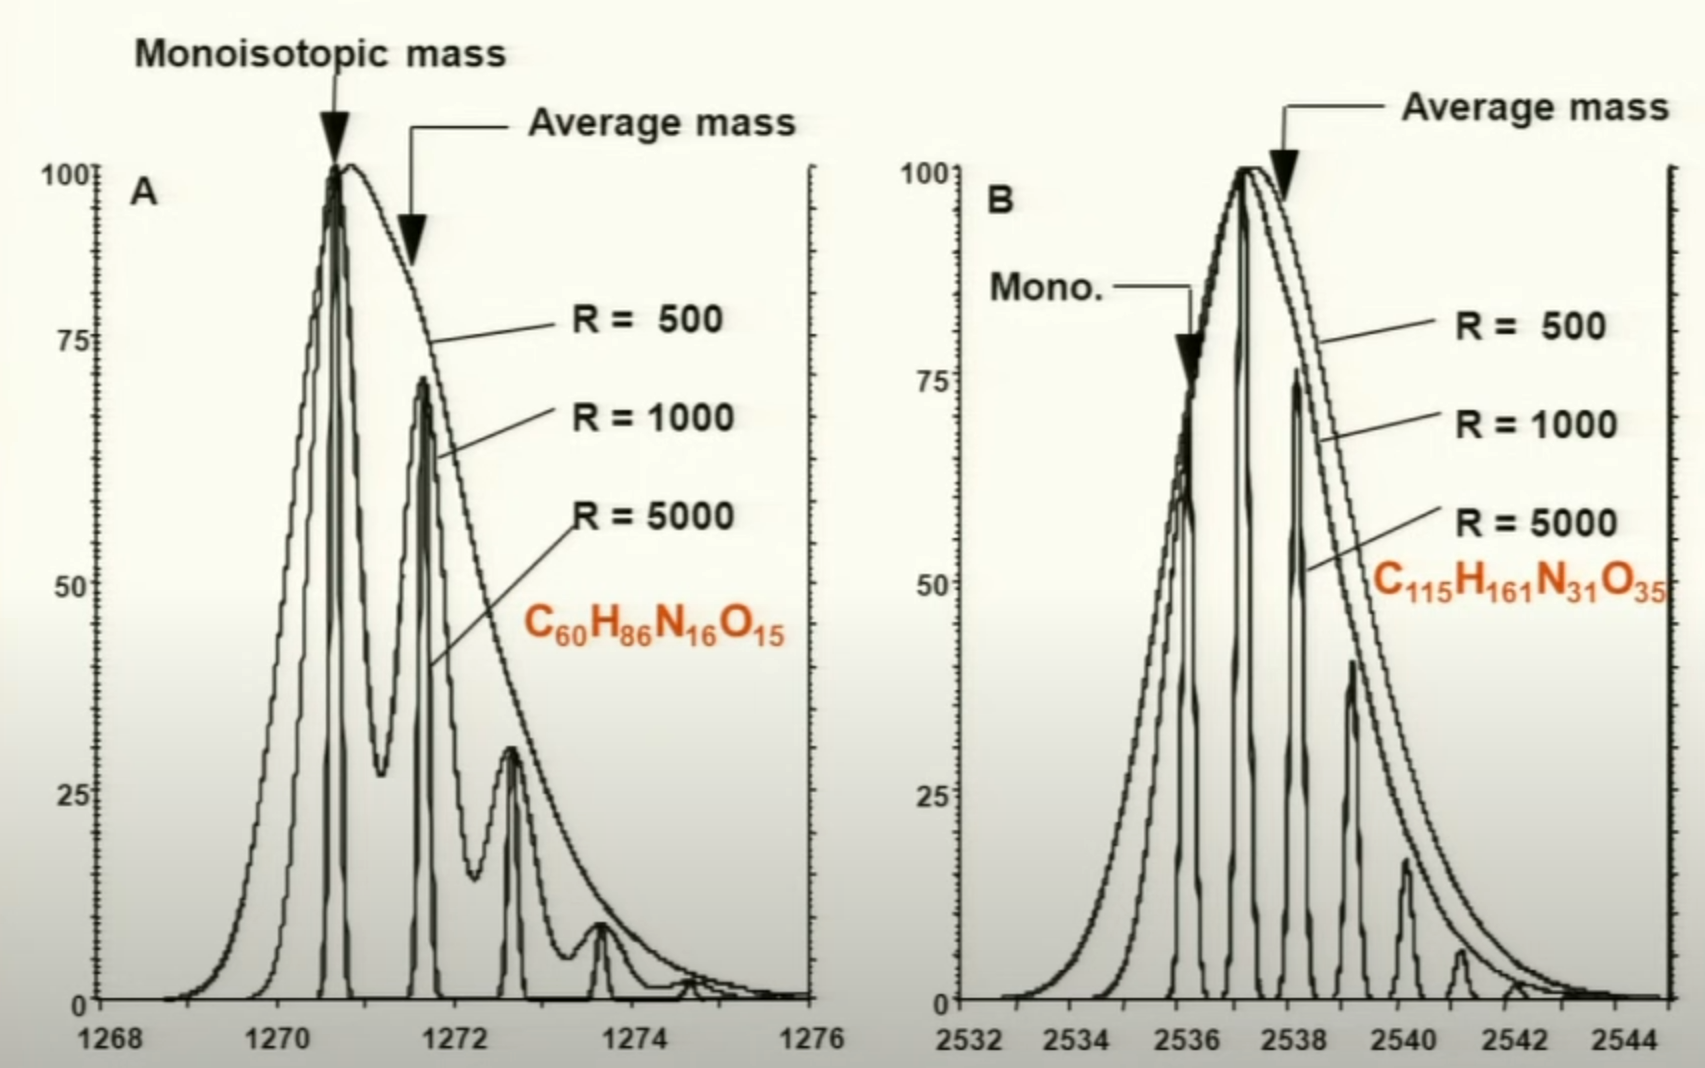 Monoisotopic mass
Average mass
100
A
75
50
25
0
R = 500
R = 1000
R = 5000
C₆₀H₈₆N₁₆O₁₅
1268 1270 1272 1274 1276
Average mass
100
B
Mono.
75
50
25
0
R = 500
R = 1000
R = 5000
C₁₁₅H₁₆₁N₃₁O₃₅
2532 2534 2536 2538 2540 2542 2544